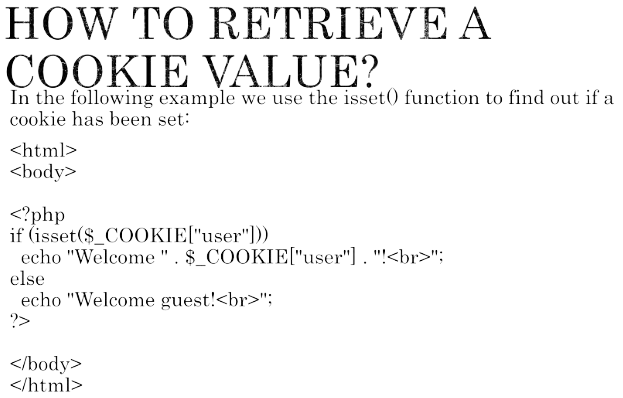 HOW TO RETRIEVE A
COOKIE VALUE?
In the following example we use the isset() function to find out if a
cookie has been set:
<html>
<body>
<?php
if (isset($_COOKIE["user"]))
  echo "Welcome " . $_COOKIE["user"] . "!<br>";
else
  echo "Welcome guest!<br>";
?>
</body>
</html>